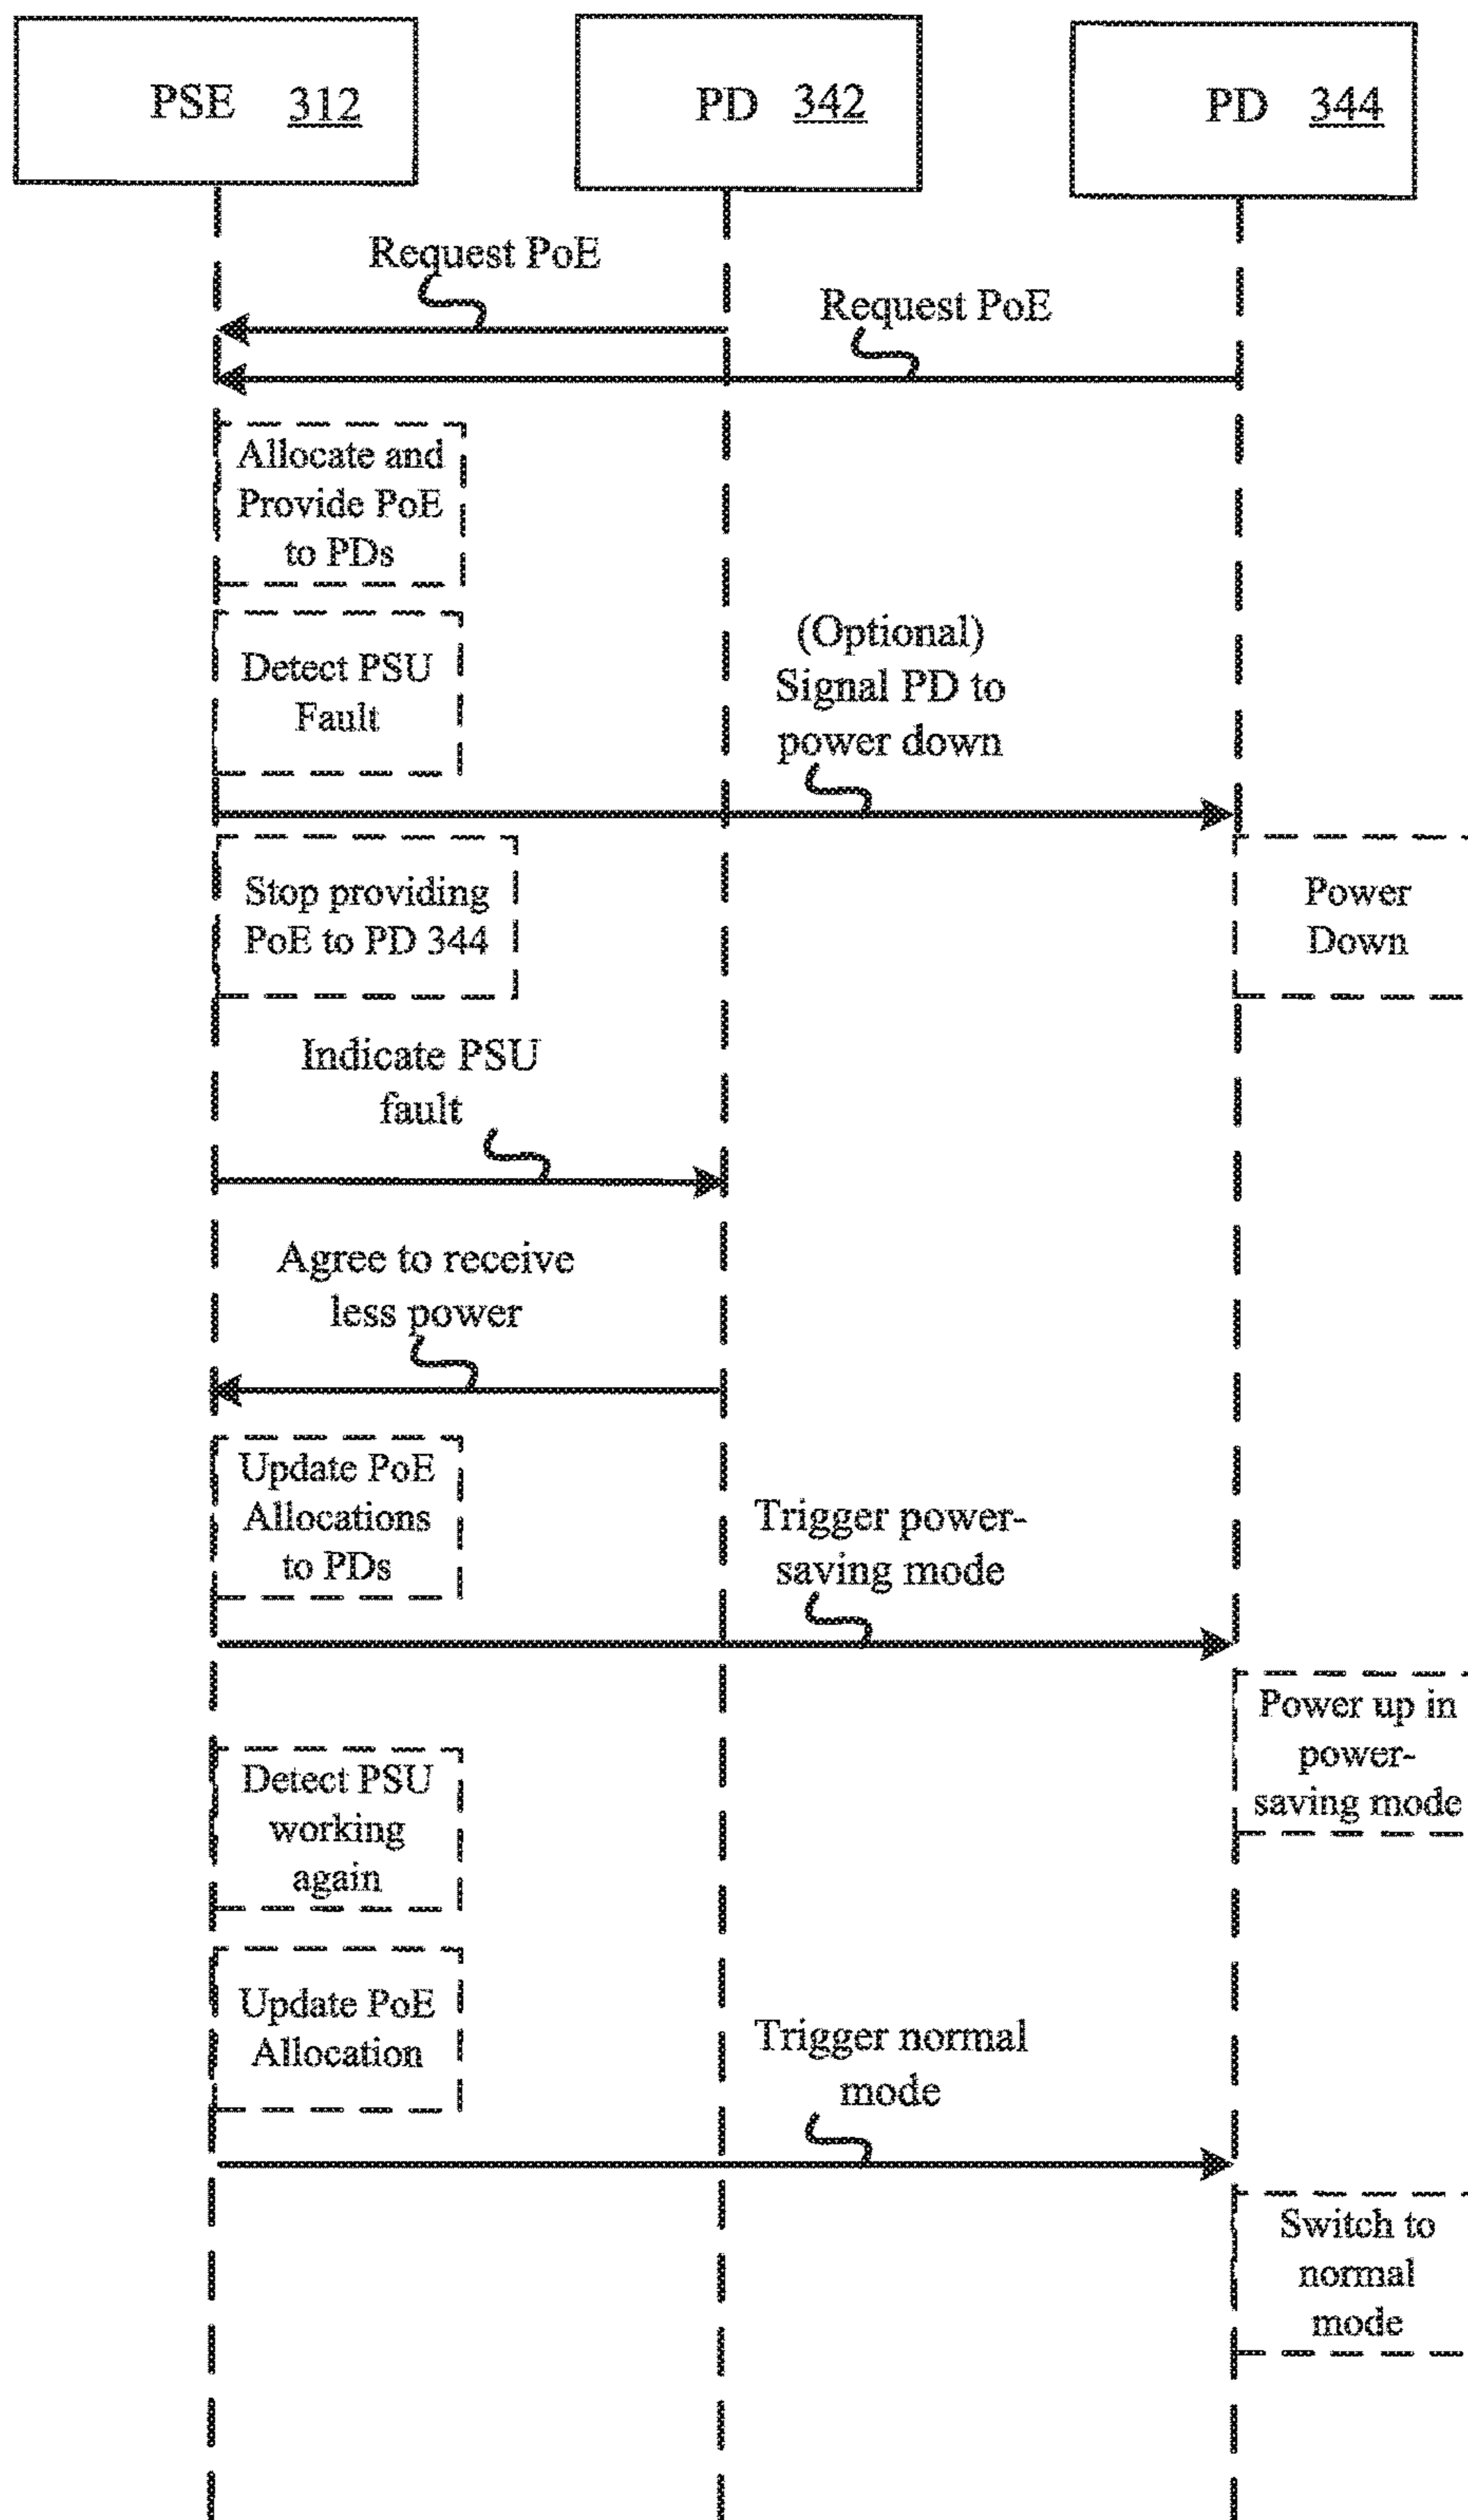 PSE 312
PD 342
PD 344
Request PoE
Request PoE
Allocate and
Provide PoE
to PDs
Detect PSU
Fault
(Optional)
Signal PD to
power down
Stop providing
PoE to PD 344
Power
Down
Indicate PSU
fault
Agree to receive
less power
Update PoE
Allocations
to PDs
Trigger power-
saving mode
Power up in
power-
saving mode
Detect PSU
working
again
Update PoE
Allocation
Trigger normal
mode
Switch to
normal
mode